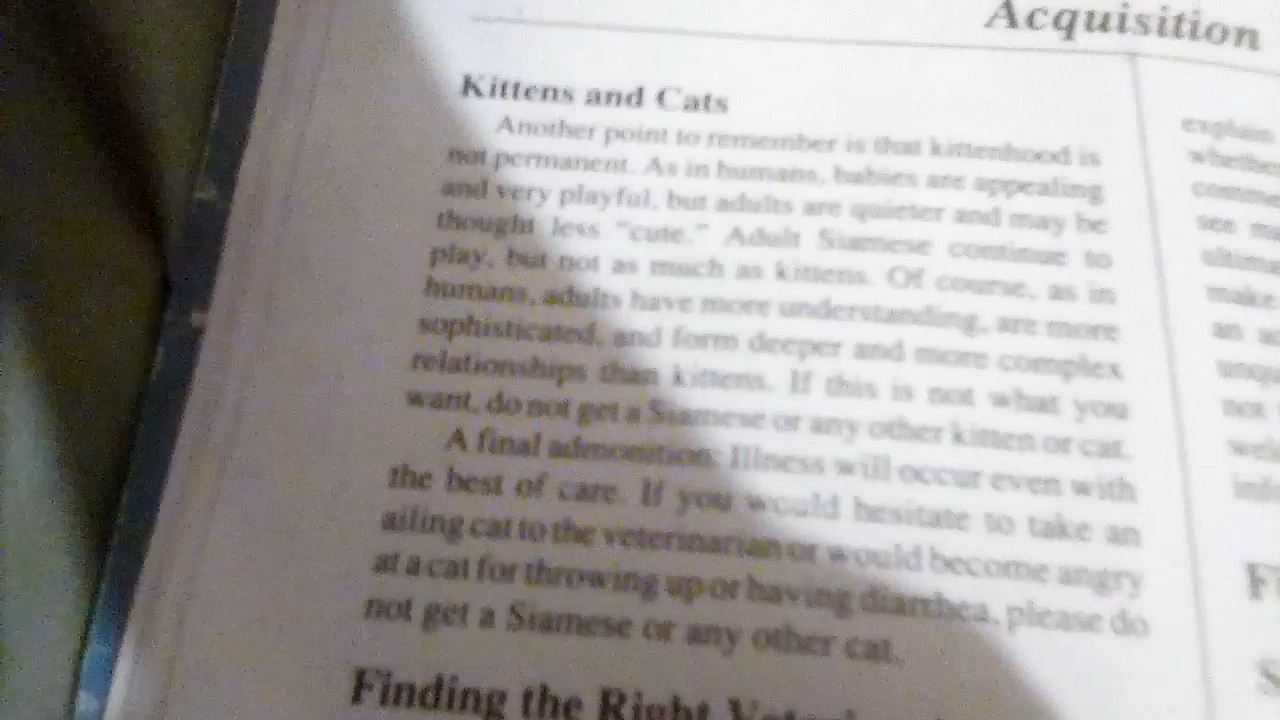 Acquisition
Kittens and Cats
Another point to remember is that kittenhood is
not permanent. As in humans, babies are appealing
and very playful, but adults are quieter and may be
thought less "cute." Adult Siamese continue to
play, but not as much as kittens. Of course, as in
humans, adults have more understanding, are more
sophisticated, and form deeper and more complex
relationships than kittens. If this is not what you
want, do not get a Siamese or any other kitten or cat.
A final admonition: Illness will occur even with
the best of care. If you would hesitate to take an
ailing cat to the veterinarian or would become angry
at a cat for throwing up or having diarrhea, please do
not get a Siamese or any other cat.
Finding the Right
explain
see
an
not